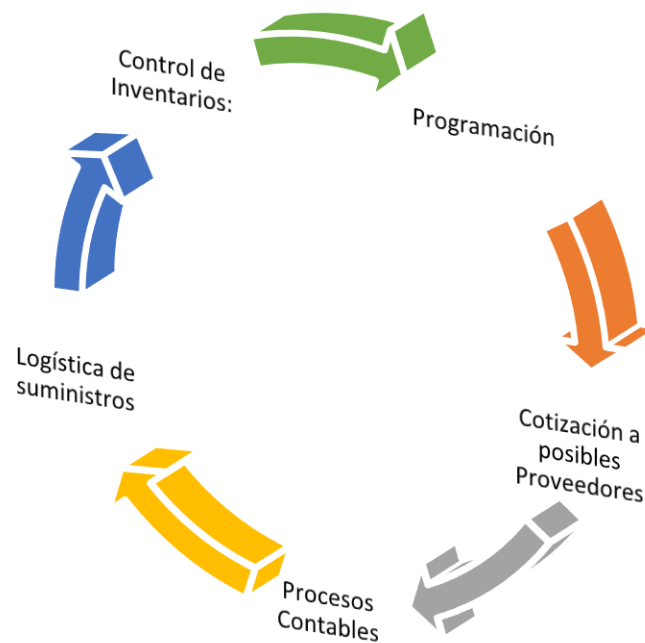 Control de
Inventarios:
Programación
Cotización a
posibles
Proveedores
Procesos
Contables
Logística de
suministros